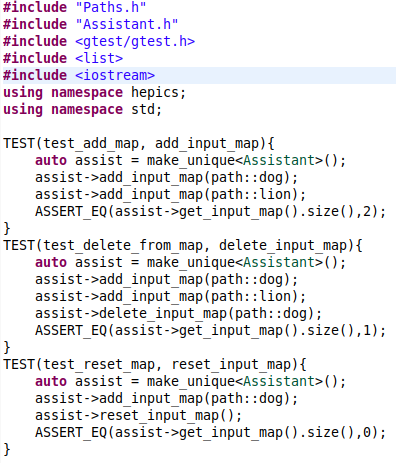 #include "Paths.h"
#include "Assistant.h"
#include <gtest/gtest.h>
#include <list>
#include <iostream>
using namespace hepics;
using namespace std;
TEST(test_add_map, add_input_map){
    auto assist = make_unique<Assistant>();
    assist->add_input_map(path::dog);
    assist->add_input_map(path::lion);
    ASSERT_EQ(assist->get_input_map().size(),2);
}
TEST(test_delete_from_map, delete_input_map){
    auto assist = make_unique<Assistant>();
    assist->add_input_map(path::dog);
    assist->add_input_map(path::lion);
    assist->delete_input_map(path::dog);
    ASSERT_EQ(assist->get_input_map().size(),1);
}
TEST(test_reset_map, reset_input_map){
    auto assist = make_unique<Assistant>();
    assist->add_input_map(path::dog);
    assist->reset_input_map();
    ASSERT_EQ(assist->get_input_map().size(),0);
}